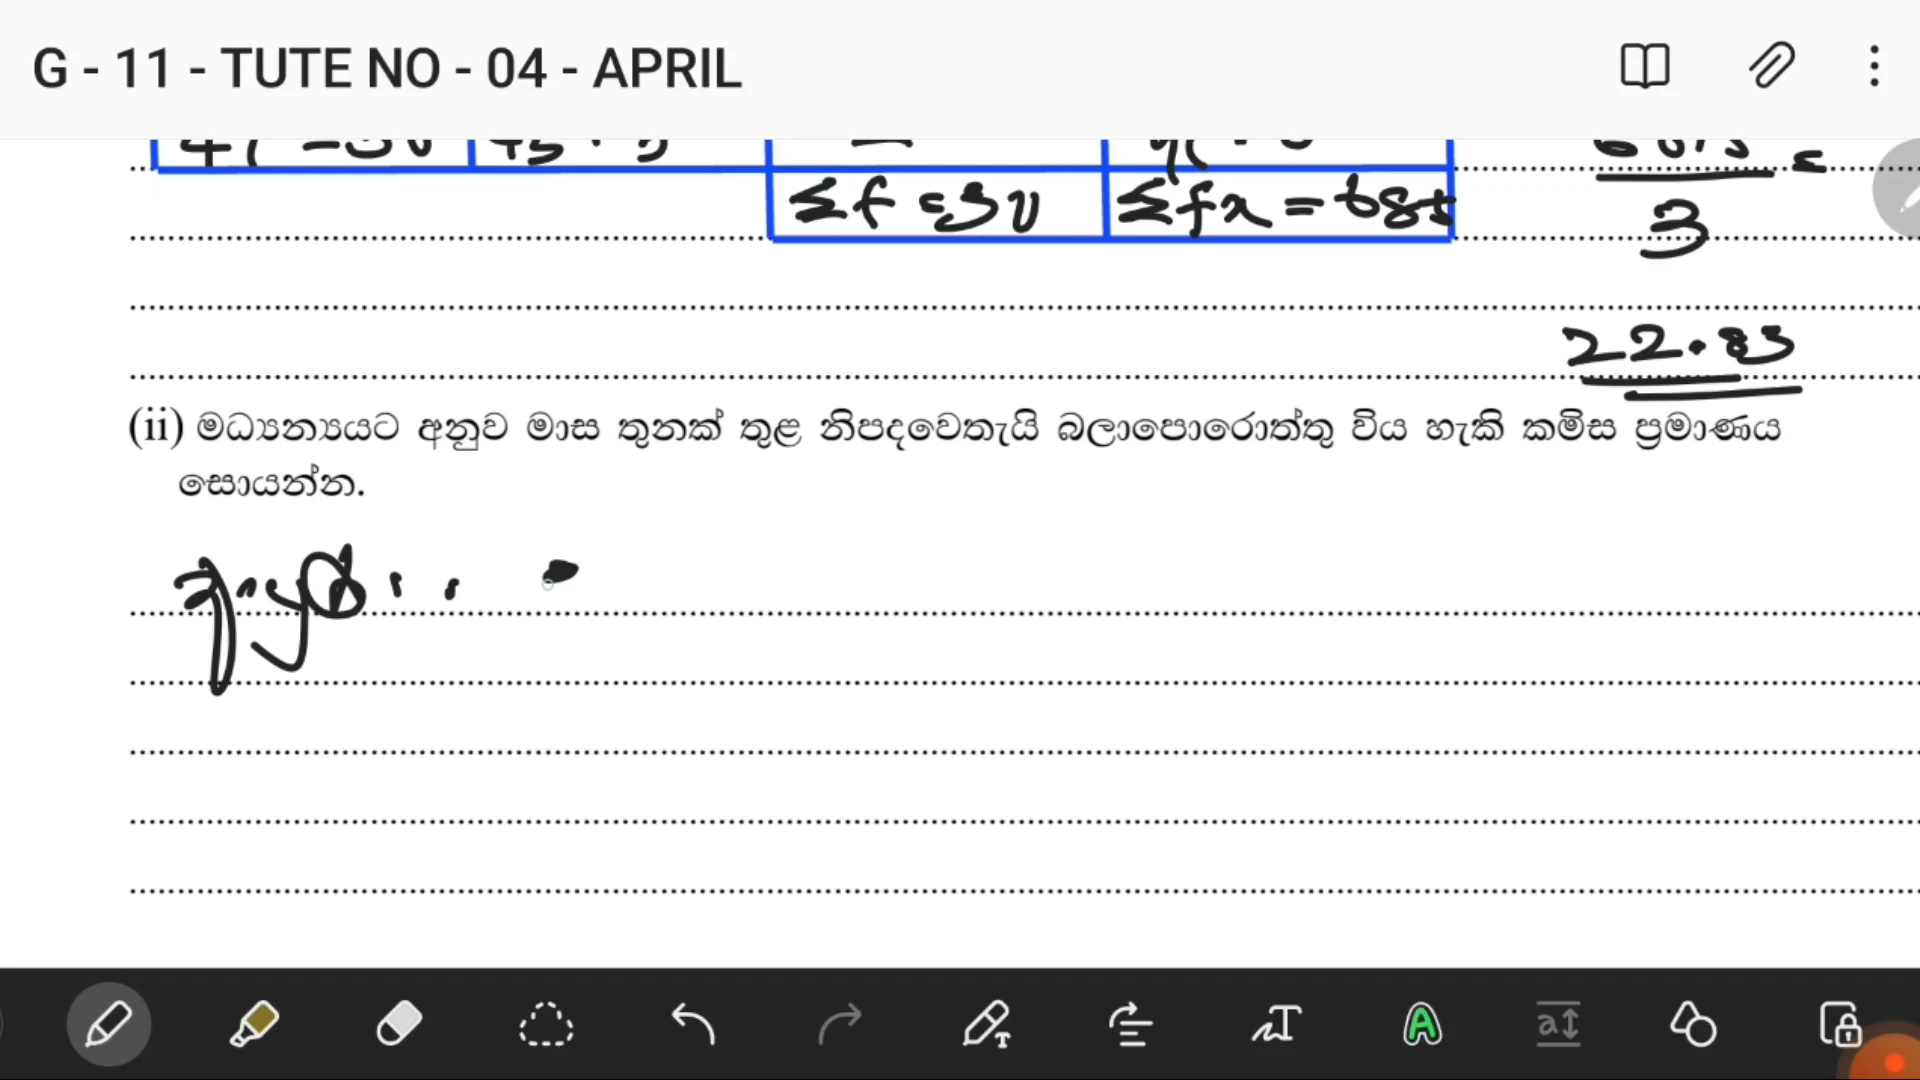 G - 11 - TUTE NO - 04 - APRIL
Σf = 30
Σfx = 685
3
22.83
(ii) මධ්‍යන්‍යයට අනුව මාස තුනක් තුළ නිපදවෙතැයි බලාපොරොත්තු විය හැකි කමිස ප්‍රමාණය
සොයන්න.